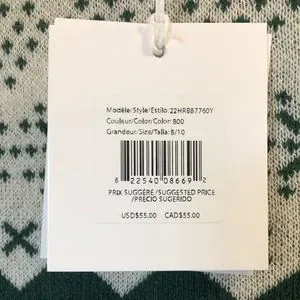 Modèle/Style/Estilo: 22HRB87760Y
Couleur/Color/Color: 800
Grandeur/Size/Talla: 8/10
8 22540 08669 2
PRIX SUGGÉRÉ /SUGGESTED PRICE
/PRECIO SUGERIDO
USD$55.00 CAD$55.00